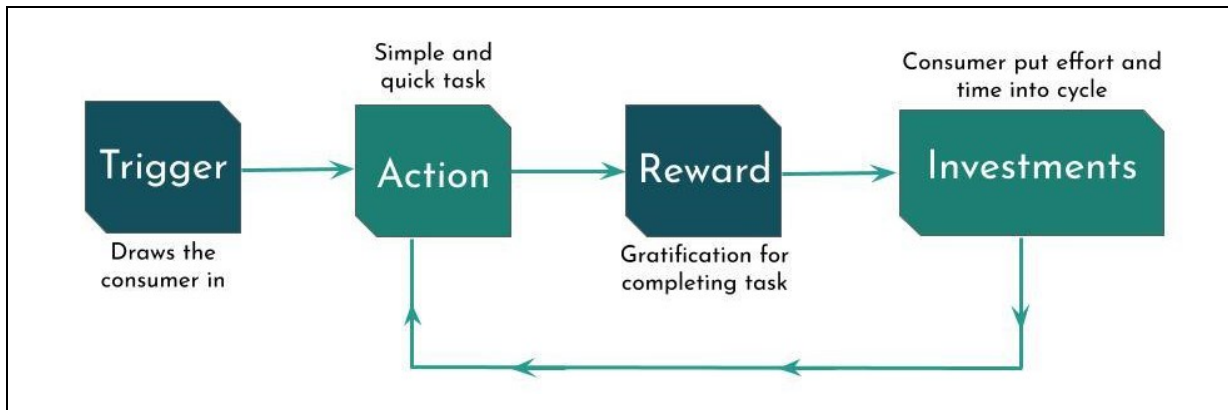 Trigger
Draws the
consumer in
Simple and
quick task
Action
Reward
Gratification for
completing task
Consumer put effort and
time into cycle
Investments